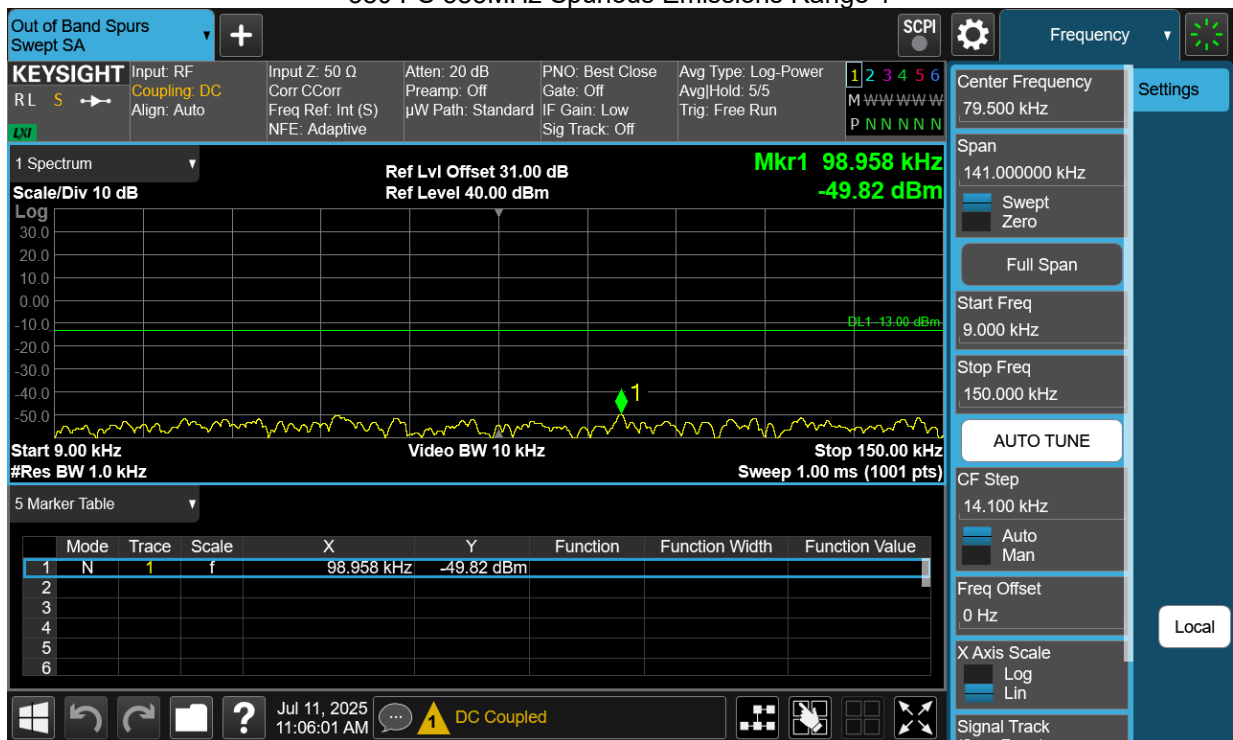 Out of Band Spurs
Swept SA
SCPI
Frequency
KEYSIGHT
RL S
LXI
Input: RF
Coupling: DC
Align: Auto
Input Z: 50 Ω
Corr CCorr
Freq Ref: Int (S)
NFE: Adaptive
Atten: 20 dB
Preamp: Off
µW Path: Standard
PNO: Best Close
Gate: Off
IF Gain: Low
Sig Track: Off
Avg Type: Log-Power
Avg|Hold: 5/5
Trig: Free Run
1 2 3 4 5 6
M W W W W W
P N N N N N
1 Spectrum
Scale/Div 10 dB
Ref Lvl Offset 31.00 dB
Ref Level 40.00 dBm
Mkr1 98.958 kHz
-49.82 dBm
Log
30.0
20.0
10.0
0.00
-10.0
DL1 -13.00 dBm
-20.0
-30.0
-40.0
1
-50.0
Start 9.00 kHz
Video BW 10 kHz
Stop 150.00 kHz
#Res BW 1.0 kHz
Sweep 1.00 ms (1001 pts)
5 Marker Table
Mode Trace Scale X Y Function Function Width Function Value
1 N 1 f 98.958 kHz -49.82 dBm
2
3
4
5
6
?
Jul 11, 2025
11:06:01 AM
1
DC Coupled
Center Frequency
79.500 kHz
Span
141.000000 kHz
Swept
Zero
Full Span
Start Freq
9.000 kHz
Stop Freq
150.000 kHz
AUTO TUNE
CF Step
14.100 kHz
Auto
Man
Freq Offset
0 Hz
X Axis Scale
Log
Lin
Signal Track
Settings
Local